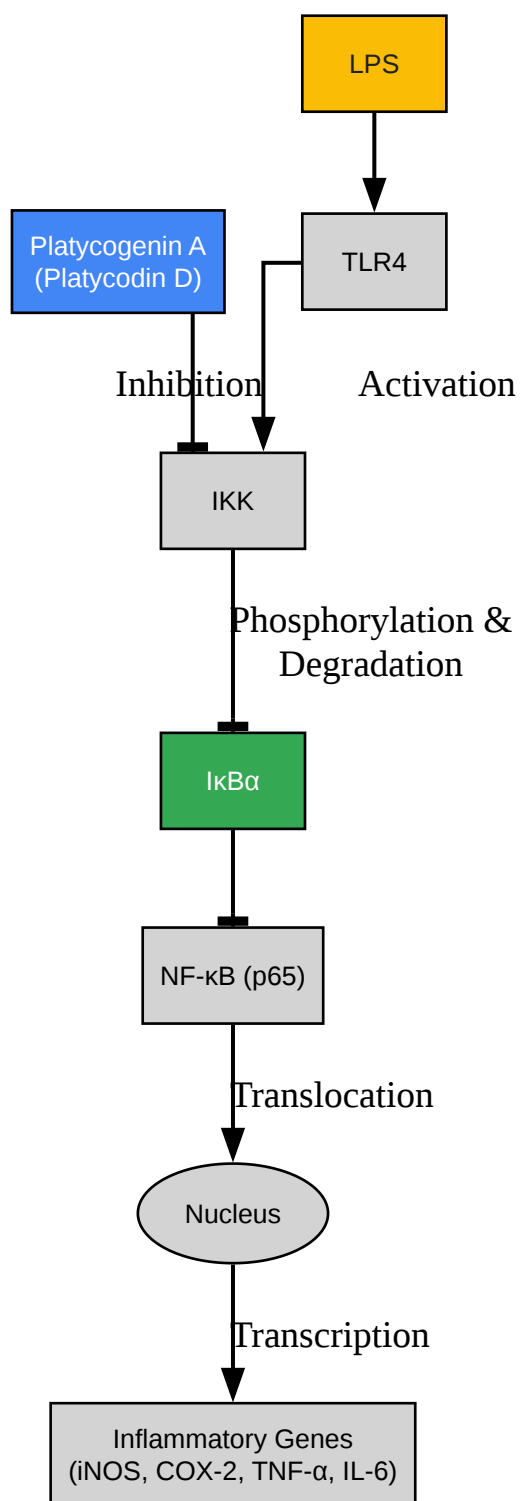 LPS
Platycogenin A
(Platycodin D)
TLR4
Inhibition
Activation
IKK
Phosphorylation &
Degradation
IκBα
NF-κB (p65)
Translocation
Nucleus
Transcription
Inflammatory Genes
(iNOS, COX-2, TNF-α, IL-6)